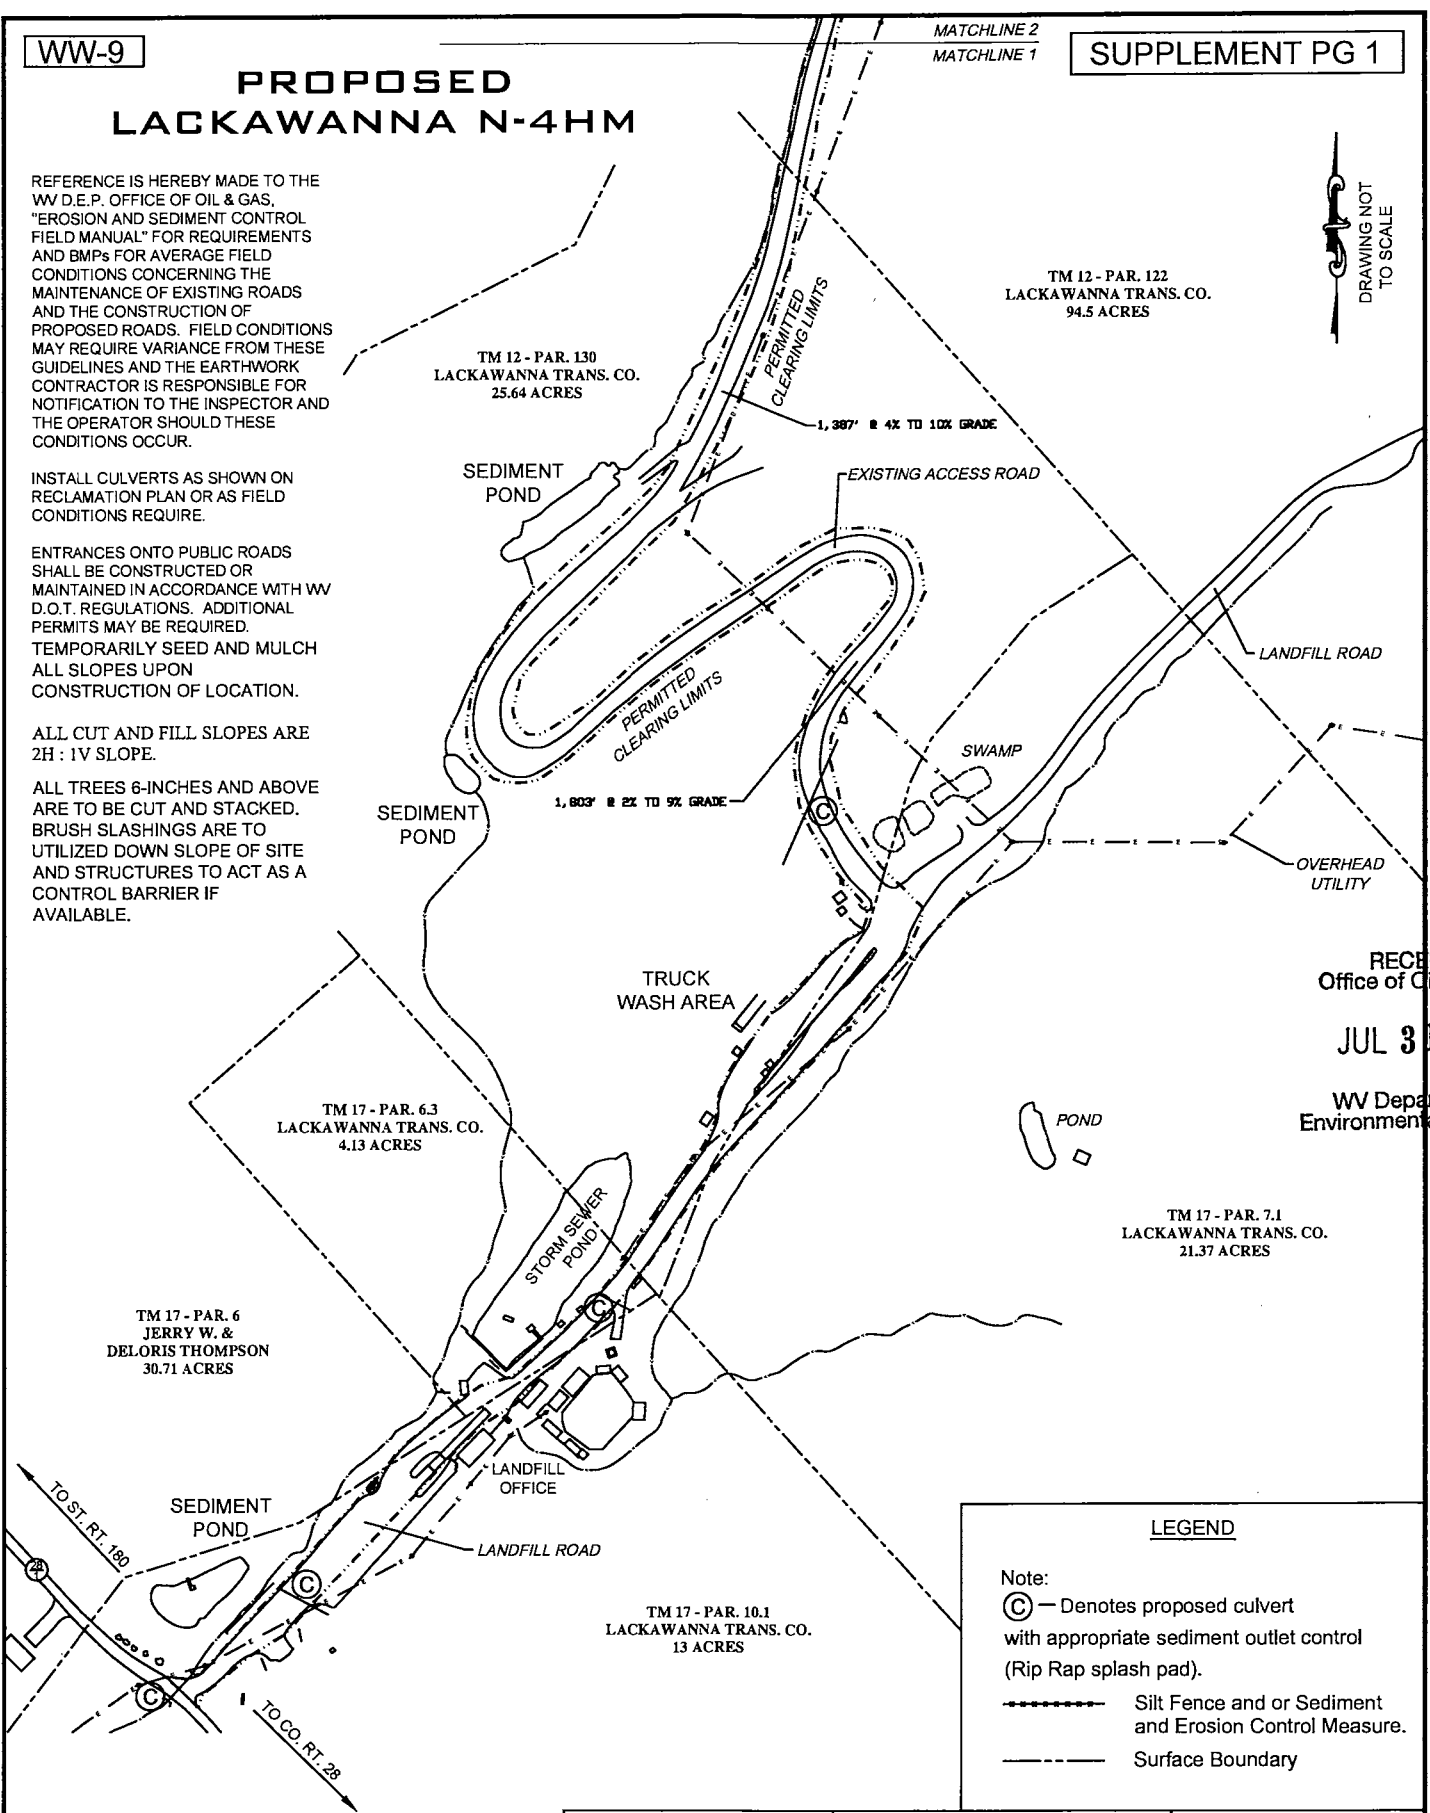 WW-9
MATCHLINE 2
MATCHLINE 1
SUPPLEMENT PG 1
PROPOSED
LACKAWANNA N-4HM
REFERENCE IS HEREBY MADE TO THE
WV D.E.P. OFFICE OF OIL & GAS,
"EROSION AND SEDIMENT CONTROL
FIELD MANUAL" FOR REQUIREMENTS
AND BMPs FOR AVERAGE FIELD
CONDITIONS CONCERNING THE
MAINTENANCE OF EXISTING ROADS
AND THE CONSTRUCTION OF
PROPOSED ROADS. FIELD CONDITIONS
MAY REQUIRE VARIANCE FROM THESE
GUIDELINES AND THE EARTHWORK
CONTRACTOR IS RESPONSIBLE FOR
NOTIFICATION TO THE INSPECTOR AND
THE OPERATOR SHOULD THESE
CONDITIONS OCCUR.
INSTALL CULVERTS AS SHOWN ON
RECLAMATION PLAN OR AS FIELD
CONDITIONS REQUIRE.
ENTRANCES ONTO PUBLIC ROADS
SHALL BE CONSTRUCTED OR
MAINTAINED IN ACCORDANCE WITH WV
D.O.T. REGULATIONS. ADDITIONAL
PERMITS MAY BE REQUIRED.
TEMPORARILY SEED AND MULCH
ALL SLOPES UPON
CONSTRUCTION OF LOCATION.
ALL CUT AND FILL SLOPES ARE
2H : 1V SLOPE.
ALL TREES 6-INCHES AND ABOVE
ARE TO BE CUT AND STACKED.
BRUSH SLASHINGS ARE TO
UTILIZED DOWN SLOPE OF SITE
AND STRUCTURES TO ACT AS A
CONTROL BARRIER IF
AVAILABLE.
DRAWING NOT
TO SCALE
TM 12 - PAR. 122
LACKAWANNA TRANS. CO.
94.5 ACRES
PERMITTED
CLEARING LIMITS
TM 12 - PAR. 130
LACKAWANNA TRANS. CO.
25.64 ACRES
1,387' @ 4% TO 10% GRADE
SEDIMENT
POND
EXISTING ACCESS ROAD
LANDFILL ROAD
PERMITTED
CLEARING LIMITS
SWAMP
1,803' @ 2% TO 9% GRADE
SEDIMENT
POND
C
OVERHEAD
UTILITY
TRUCK
WASH AREA
RECE
Office of
JUL 3
WV Depa
Environmen
TM 17 - PAR. 6.3
LACKAWANNA TRANS. CO.
4.13 ACRES
POND
STORM SEWER
POND
TM 17 - PAR. 7.1
LACKAWANNA TRANS. CO.
21.37 ACRES
C
TM 17 - PAR. 6
JERRY W. &
DELORIS THOMPSON
30.71 ACRES
LANDFILL
OFFICE
TO ST. RT. 180
SEDIMENT
POND
LANDFILL ROAD
C
TM 17 - PAR. 10.1
LACKAWANNA TRANS. CO.
13 ACRES
C
TO CO. RT. 28
LEGEND
Note:
C – Denotes proposed culvert
with appropriate sediment outlet control
(Rip Rap splash pad).
Silt Fence and or Sediment
and Erosion Control Measure.
Surface Boundary